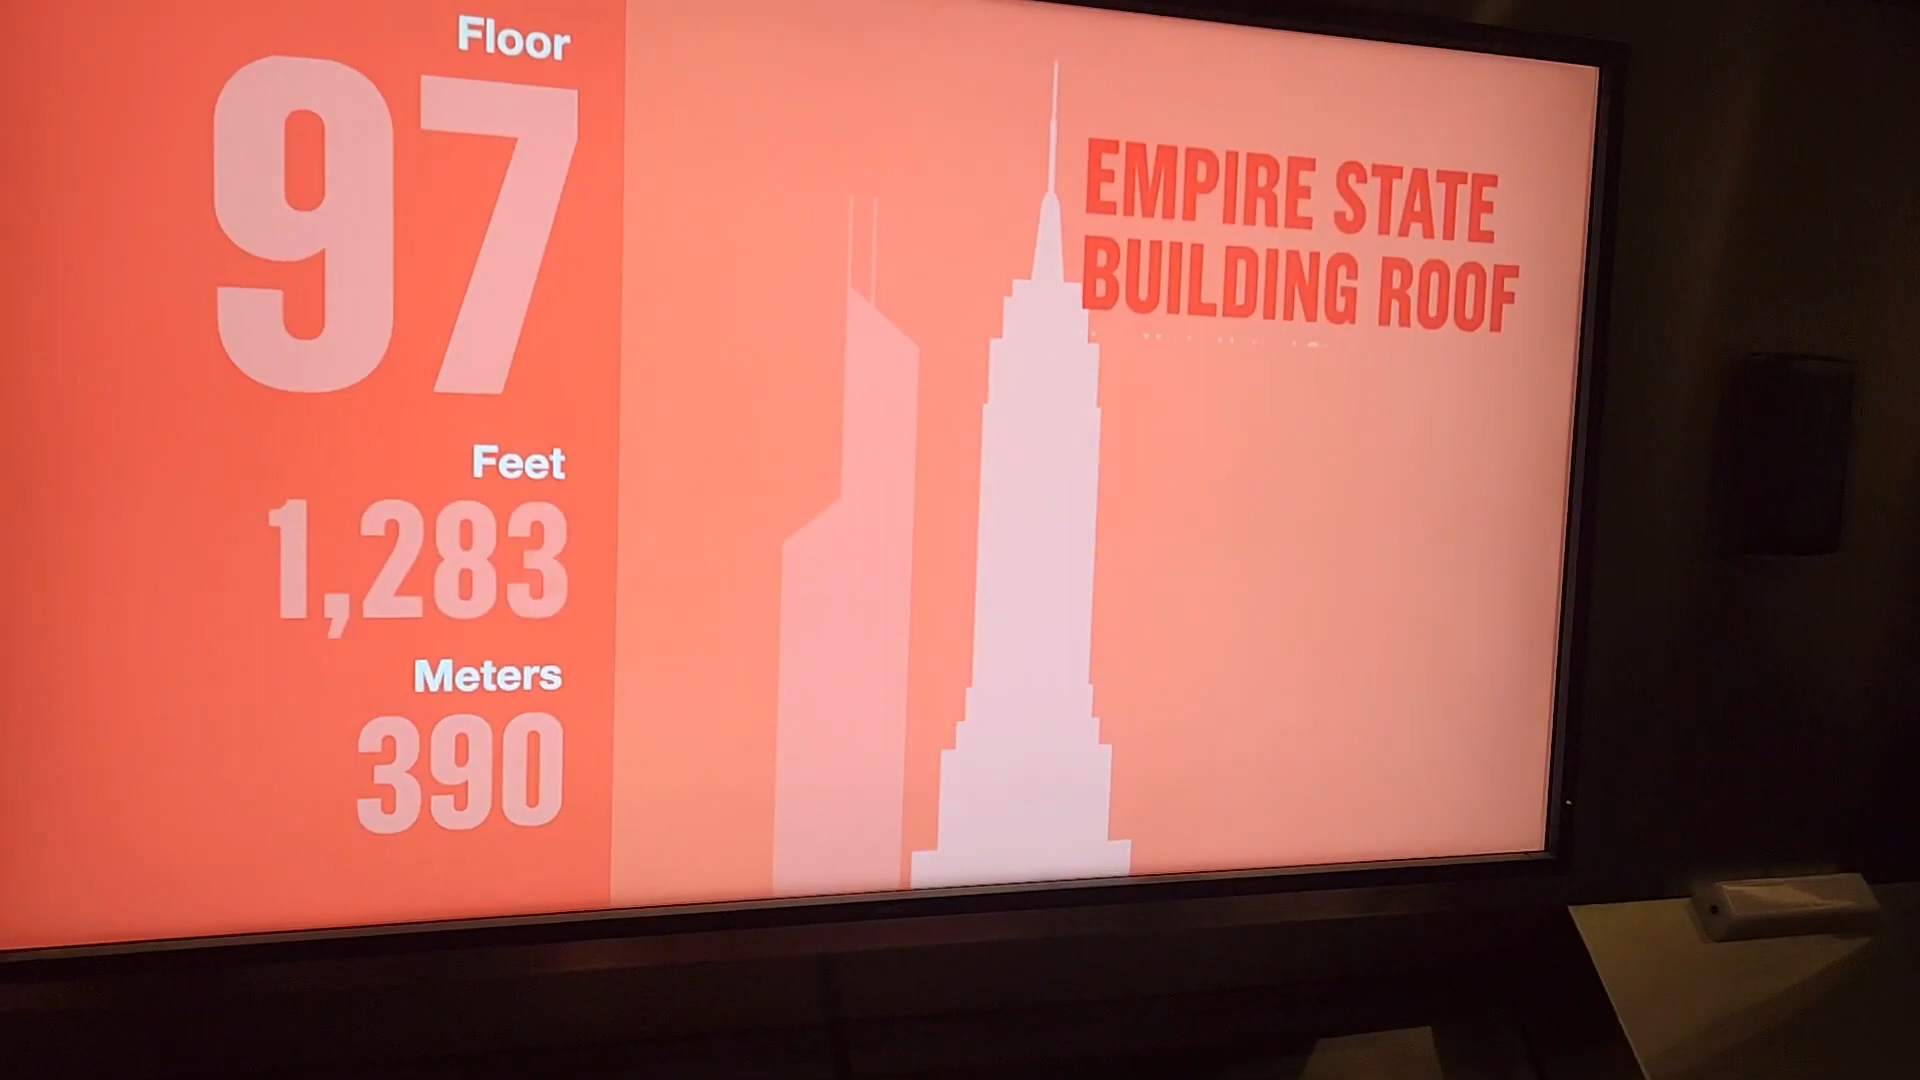 Floor
97
Feet
1,283
Meters
390
EMPIRE STATE
BUILDING ROOF